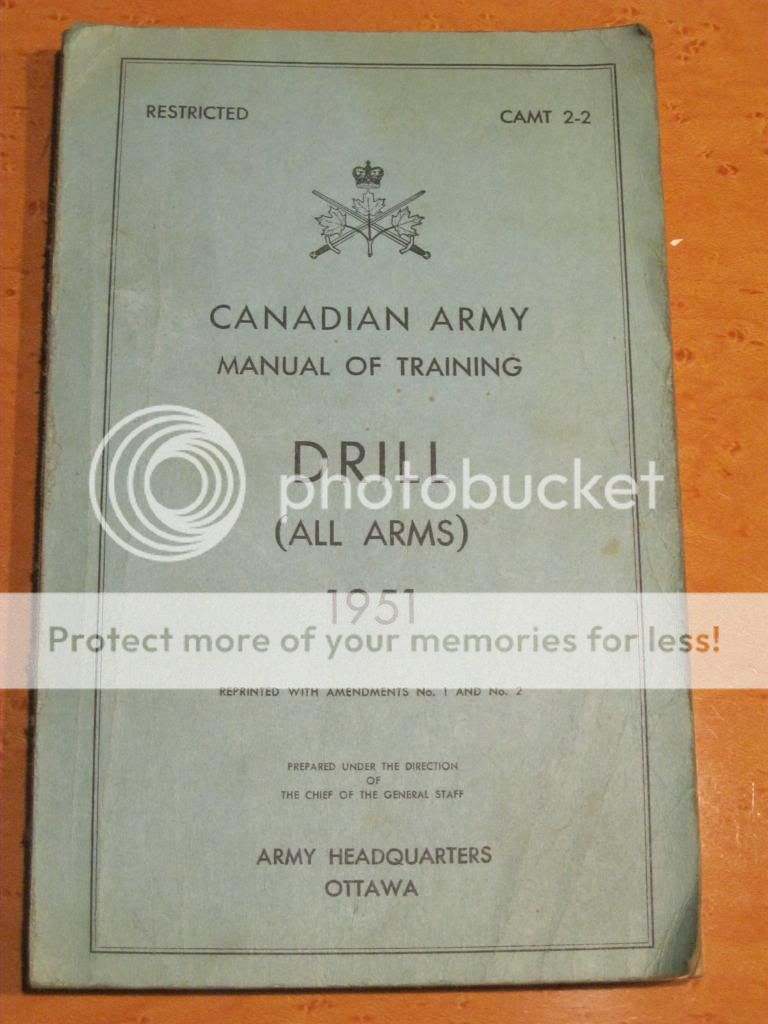 RESTRICTED
CAMT 2-2
CANADIAN ARMY
MANUAL OF TRAINING
DRILL
photobucket
(ALL ARMS)
1951
Protect more of your memories for less!
REPRINTED WITH AMENDMENTS No. 1 AND No. 2
PREPARED UNDER THE DIRECTION
OF
THE CHIEF OF THE GENERAL STAFF
ARMY HEADQUARTERS
OTTAWA